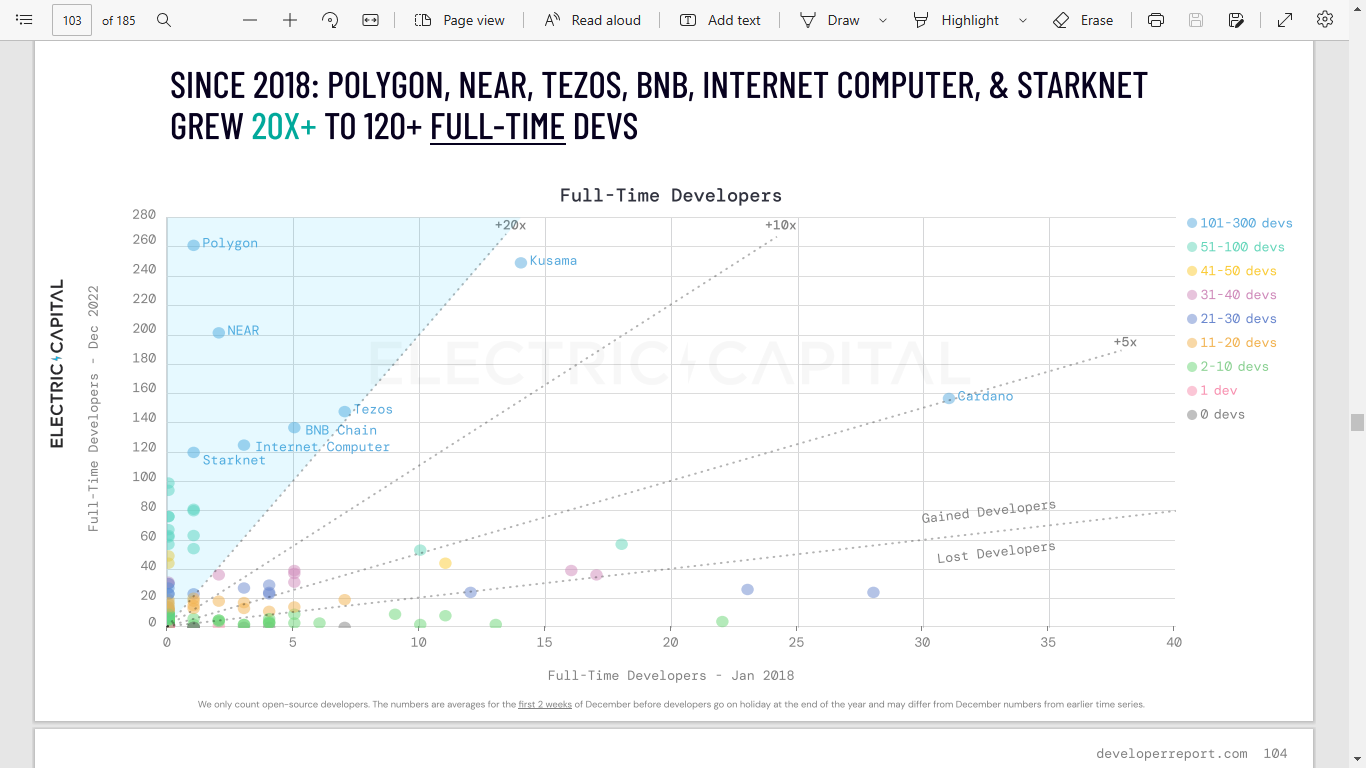 103 of 185 Page view Read aloud Add text Draw Highlight Erase
SINCE 2018: POLYGON, NEAR, TEZOS, BNB, INTERNET COMPUTER, & STARKNET
GREW 20X+ TO 120+ FULL-TIME DEVS
Full-Time Developers
280
260
240
220
200
180
160
140
120
100
80
60
40
20
0
Full-Time Developers - Dec 2022
ELECTRIC CAPITAL
ELECTRIC CAPITAL
+20x
+10x
+5x
Polygon
Kusama
NEAR
Tezos
BNB Chain
Internet Computer
Starknet
Cardano
Gained Developers
Lost Developers
101-300 devs
51-100 devs
41-50 devs
31-40 devs
21-30 devs
11-20 devs
2-10 devs
1 dev
0 devs
0 5 10 15 20 25 30 35 40
Full-Time Developers - Jan 2018
We only count open-source developers. The numbers are averages for the first 2 weeks of December before developers go on holiday at the end of the year and may differ from December numbers from earlier time series.
developerreport.com 104